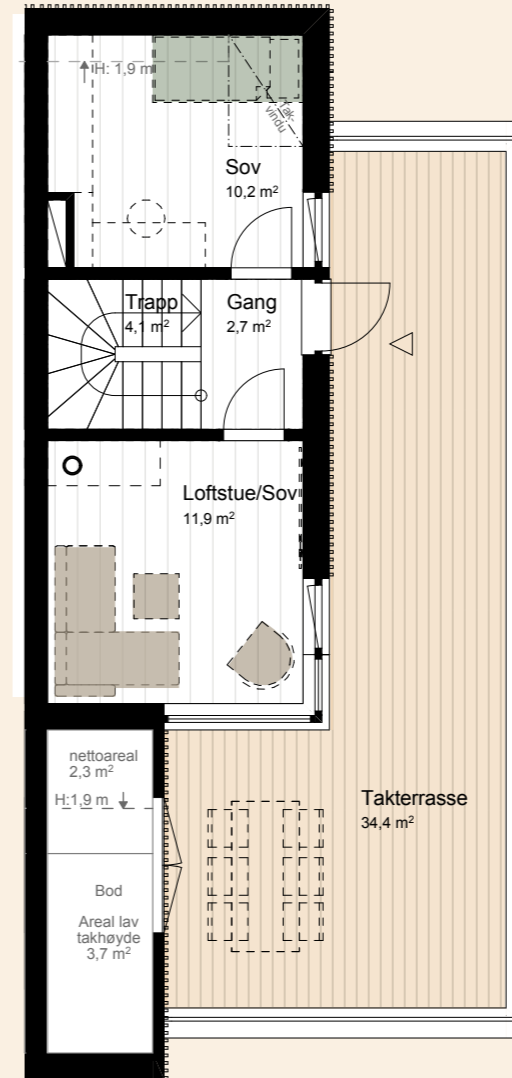 H: 1,9 m
Tak-
vindu
Sov
10,2 m²
Trapp
4,1 m²
Gang
2,7 m²
Loftstue/Sov
11,9 m²
nettoareal
2,3 m²
H:1,9 m
Takterrasse
34,4 m²
Bod
Areal lav
takhøyde
3,7 m²